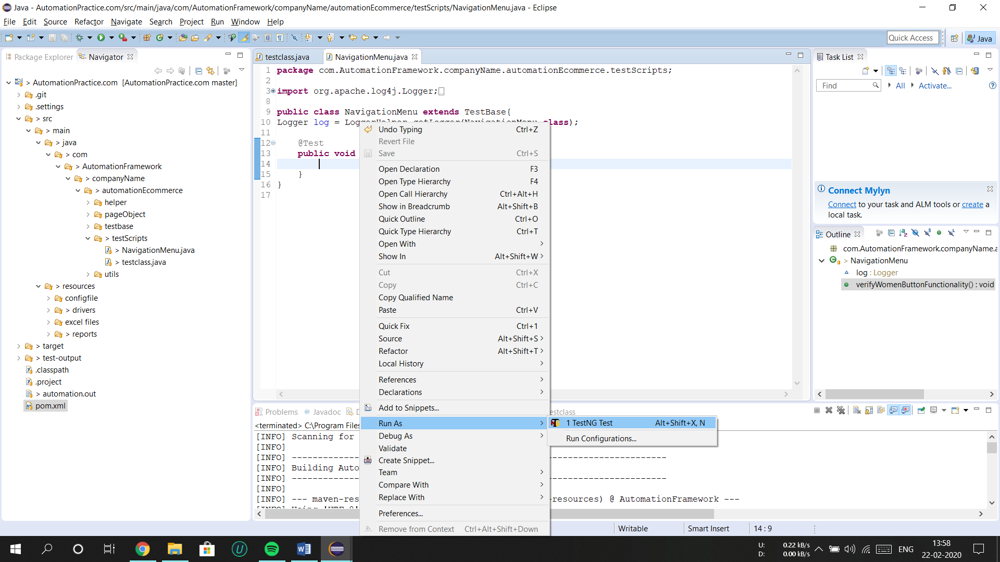 Java - AutomationPractice.com/src/main/java/com/AutomationFramework/companyName/automationEcommerce/testScripts/NavigationMenu.java - Eclipse
File Edit Source Refactor Navigate Search Project Run Window Help
Quick Access
Java
Package Explorer
Navigator
> AutomationPractice.com [AutomationPractice.com master]
.git
.settings
> src
> main
> java
> com
> AutomationFramework
> companyName
> automationEcommerce
helper
pageObject
testbase
> testScripts
> NavigationMenu.java
> testclass.java
utils
> resources
configfile
> drivers
excel files
> reports
> target
> test-output
.classpath
.project
> automation.out
pom.xml
testclass.java
NavigationMenu.java
1 package com.AutomationFramework.companyName.automationEcommerce.testScripts;
2
3 import org.apache.log4j.Logger;
8
9 public class NavigationMenu extends TestBase{
10 Logger log = LoggerHelper.getLogger(NavigationMenu.class);
11
12 @Test
13 public void
14
15 }
16 }
17
Undo Typing Ctrl+Z
Revert File
Save Ctrl+S
Open Declaration F3
Open Type Hierarchy F4
Open Call Hierarchy Ctrl+Alt+H
Show in Breadcrumb Alt+Shift+B
Quick Outline Ctrl+O
Quick Type Hierarchy Ctrl+T
Open With
Show In Alt+Shift+W
Cut Ctrl+X
Copy Ctrl+C
Copy Qualified Name
Paste Ctrl+V
Quick Fix Ctrl+1
Source Alt+Shift+S
Refactor Alt+Shift+T
Local History
References
Declarations
Add to Snippets...
Run As
Debug As
Validate
Create Snippet...
Team
Compare With
Replace With
Preferences...
Remove from Context Ctrl+Alt+Shift+Down
1 TestNG Test Alt+Shift+X, N
Run Configurations...
Task List
Find
All
Activate...
Connect Mylyn
Connect to your task and ALM tools or create a
local task.
Outline
com.AutomationFramework.companyName.a
> NavigationMenu
log : Logger
verifyWomenButtonFunctionality() : void
Problems
@ Javadoc
D
estclass
<terminated> C:\Program Files
[INFO] Scanning for
[INFO]
[INFO] -------------
[INFO] Building Auto
[INFO] -------------
[INFO]
[INFO] --- maven-res
resources) @ AutomationFramework ---
[INFO]
Writable
Smart Insert
14 : 9
U: 0.22 kB/s
D: 0.00 kB/s
ENG
13:58
22-02-2020